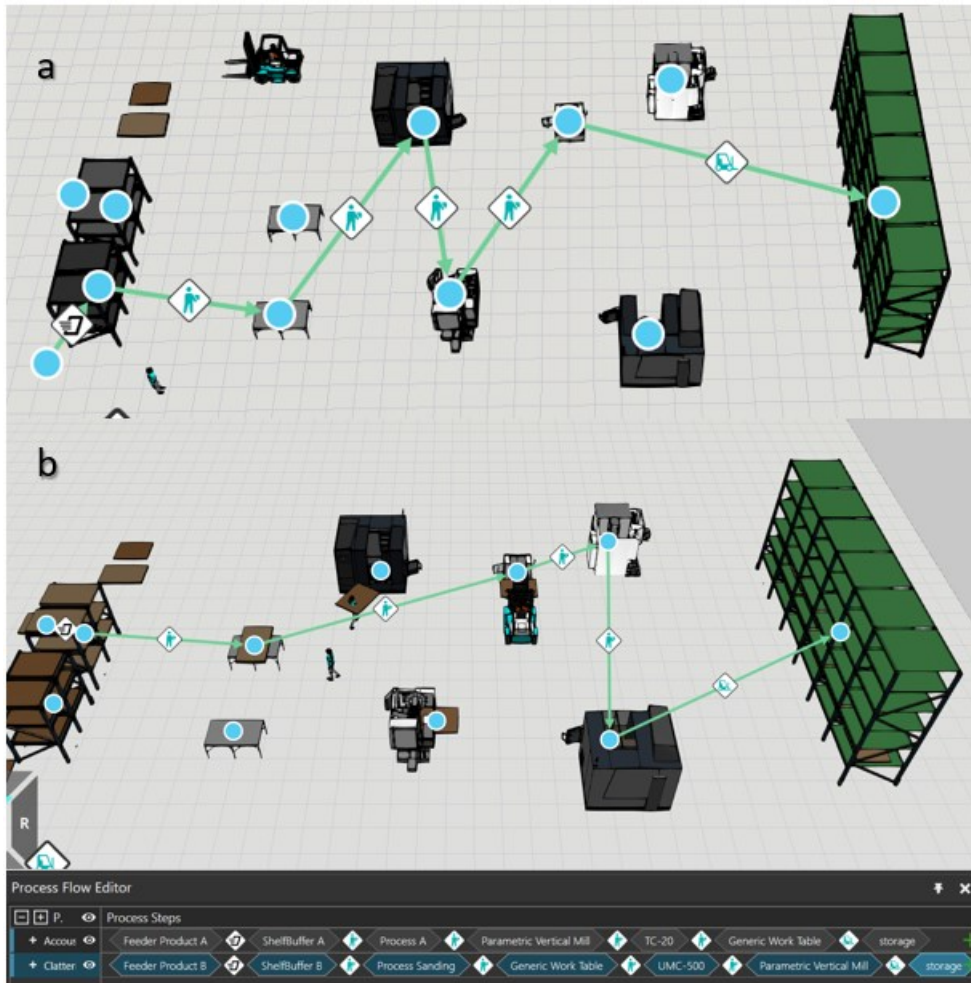 a
b
R
Process Flow Editor
P. Process Steps
+ Accou Feeder Product A ShelfBuffer A Process A Parametric Vertical Mill TC-20 Generic Work Table storage
+ Clatter Feeder Product B ShelfBuffer B Process Sanding Generic Work Table UMC-500 Parametric Vertical Mill storage